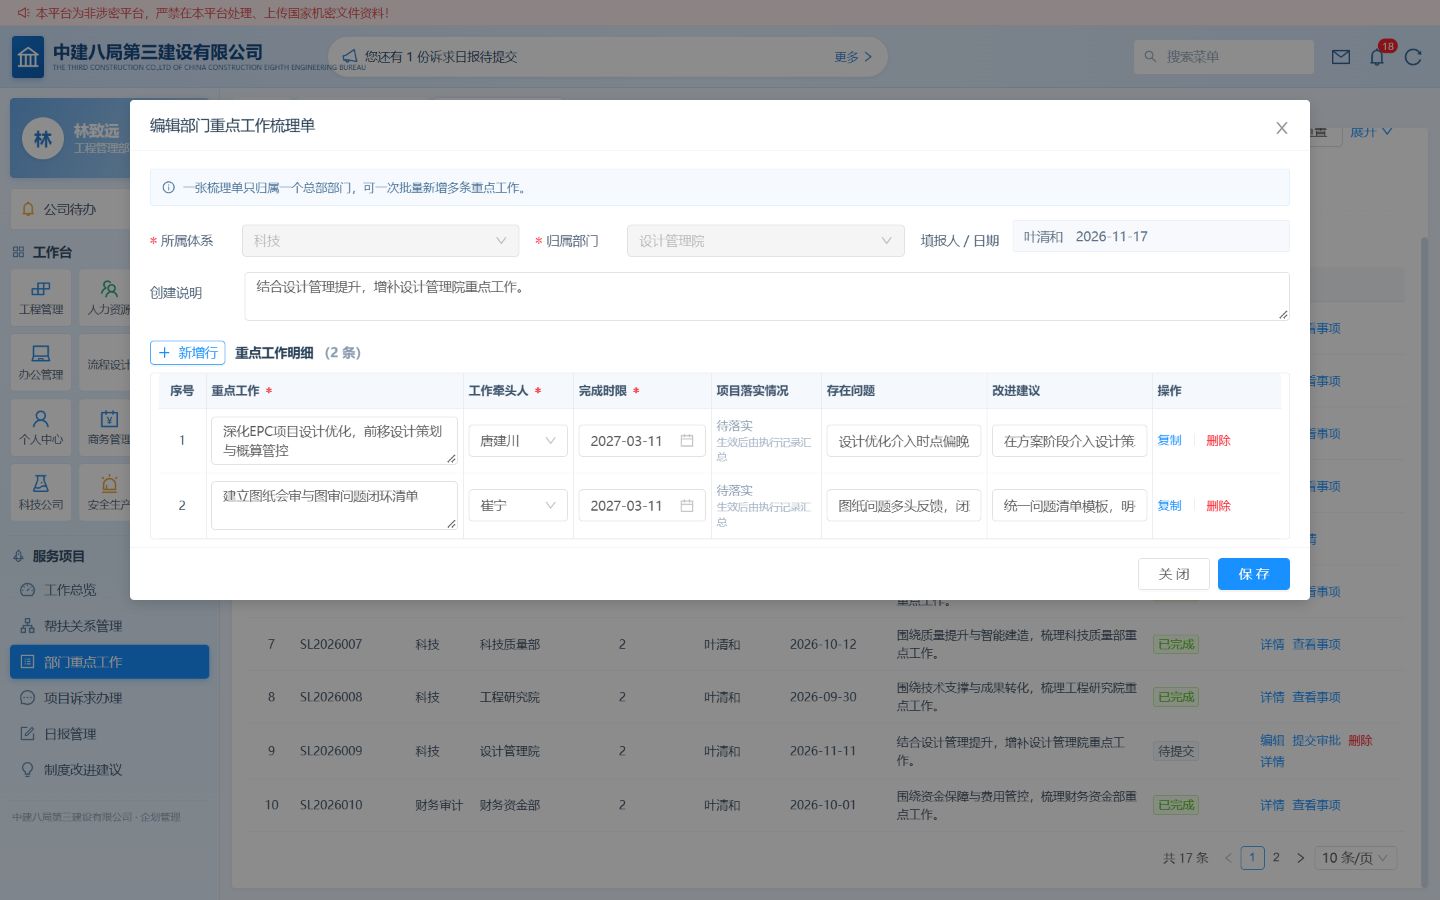 本平台为非涉密平台，严禁在本平台处理、上传国家机密文件资料！
中建八局第三建设有限公司
THE THIRD CONSTRUCTION CO.,LTD OF CHINA CONSTRUCTION EIGHTH ENGINEERING BUREAU
您还有 1 份诉求日报待提交
更多
搜索菜单
18
林
林致远
工程管理部
公司待办
工作台
工程管理
人力资源
办公管理
流程设计
个人中心
商务管理
科技公司
安全生产
服务项目
工作总览
帮扶关系管理
部门重点工作
项目诉求办理
日报管理
制度改进建议
中建八局第三建设有限公司 · 企划管理
展开
编辑部门重点工作梳理单
一张梳理单只归属一个总部部门，可一次批量新增多条重点工作。
* 所属体系
科技
* 归属部门
设计管理院
填报人 / 日期
叶清和 2026-11-17
创建说明
结合设计管理提升，增补设计管理院重点工作。
新增行
重点工作明细 （2 条）
序号 重点工作 * 工作牵头人 * 完成时限 * 项目落实情况 存在问题 改进建议 操作
1
深化EPC项目设计优化，前移设计策划
与概算管控
唐建川
2027-03-11
待落实
生效后由执行记录汇
总
设计优化介入时点偏晚
在方案阶段介入设计策
复制 删除
2
建立图纸会审与图审问题闭环清单
崔宁
2027-03-11
待落实
生效后由执行记录汇
总
图纸问题多头反馈，闭
统一问题清单模板，明
复制 删除
关 闭
保 存
看事项
看事项
看事项
看事项
看事项
重点工作。
7 SL2026007 科技 科技质量部 2 叶清和 2026-10-12
围绕质量提升与智能建造，梳理科技质量部重
点工作。
已完成
详情 查看事项
8 SL2026008 科技 工程研究院 2 叶清和 2026-09-30
围绕技术支撑与成果转化，梳理工程研究院重
点工作。
已完成
详情 查看事项
9 SL2026009 科技 设计管理院 2 叶清和 2026-11-11
结合设计管理提升，增补设计管理院重点工
作。
待提交
编辑 提交审批 删除
详情
10 SL2026010 财务审计 财务资金部 2 叶清和 2026-10-01
围绕资金保障与费用管控，梳理财务资金部重
点工作。
已完成
详情 查看事项
共 17 条
1
2
10 条/页